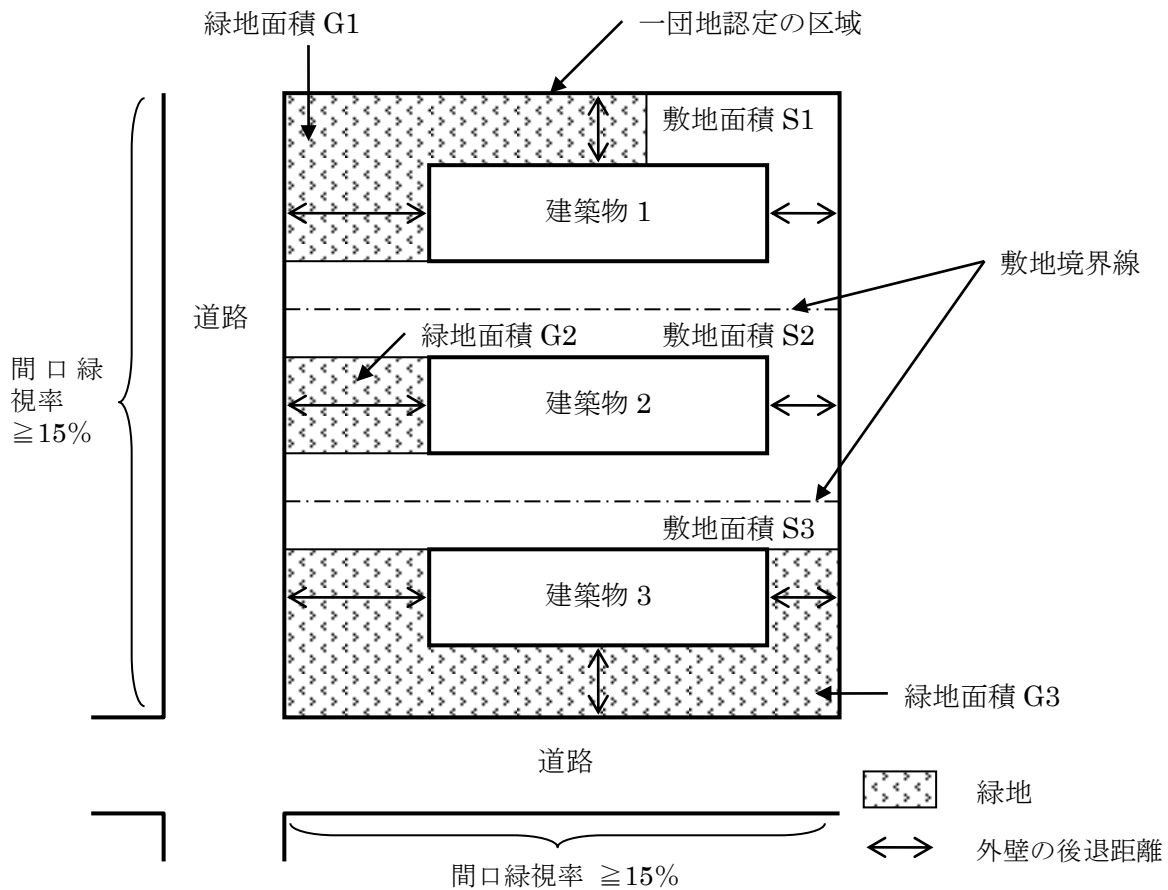 緑地面積 G1
一団地認定の区域
敷地面積 S1
建築物 1
敷地境界線
道路
緑地面積 G2
敷地面積 S2
間口緑
視率
≧15%
建築物 2
敷地面積 S3
建築物 3
緑地面積 G3
道路
緑地
外壁の後退距離
間口緑視率 ≧15%